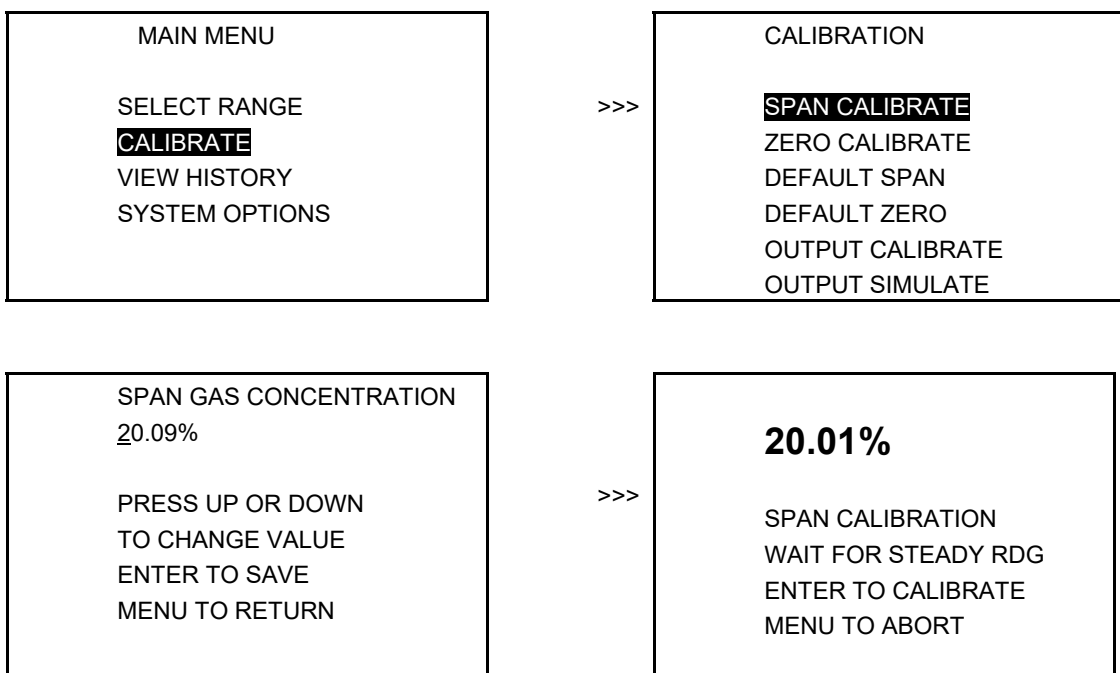 MAIN MENU
SELECT RANGE
CALIBRATE
VIEW HISTORY
SYSTEM OPTIONS
>>>
CALIBRATION
SPAN CALIBRATE
ZERO CALIBRATE
DEFAULT SPAN
DEFAULT ZERO
OUTPUT CALIBRATE
OUTPUT SIMULATE
SPAN GAS CONCENTRATION
20.09%
PRESS UP OR DOWN
TO CHANGE VALUE
ENTER TO SAVE
MENU TO RETURN
>>>
20.01%
SPAN CALIBRATION
WAIT FOR STEADY RDG
ENTER TO CALIBRATE
MENU TO ABORT